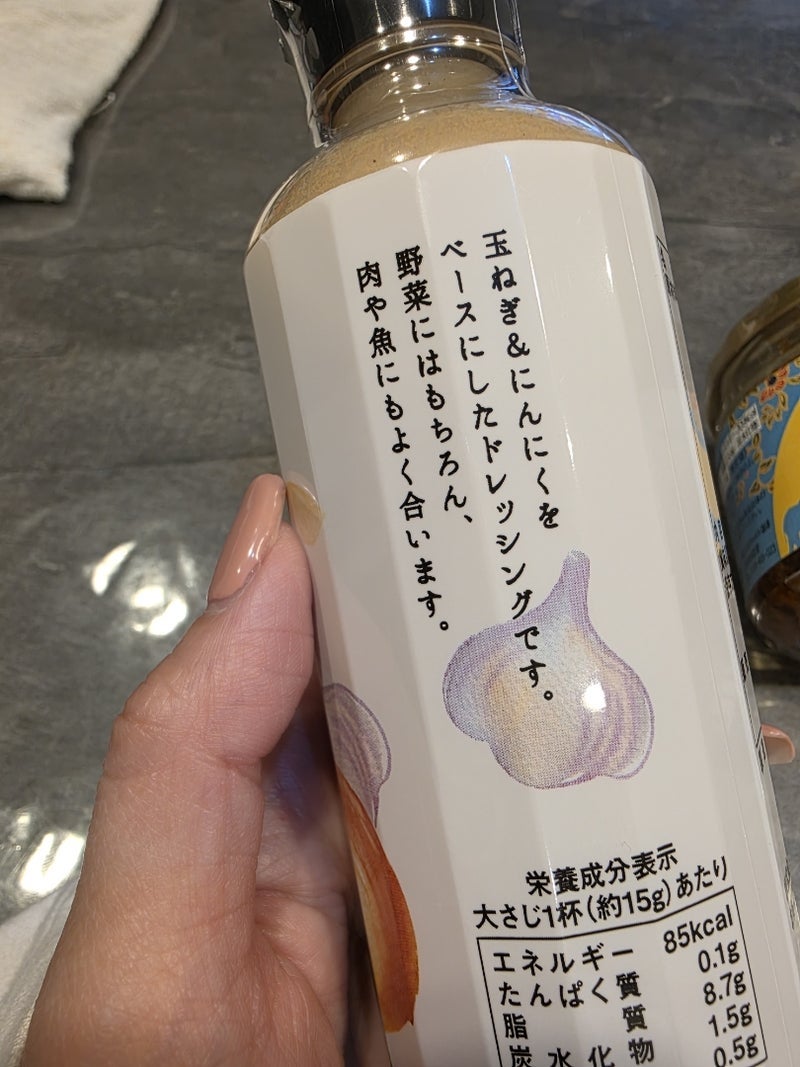 玉ねぎ&にんにくを
ベースにしたドレッシングです。
野菜にはもちろん、
肉や魚にもよく合います。
栄養成分表示
大さじ1杯(約15g)あたり
エネルギー 85kcal
たんぱく質 0.1g
脂質 8.7g
炭水化物 1.5g
0.5g